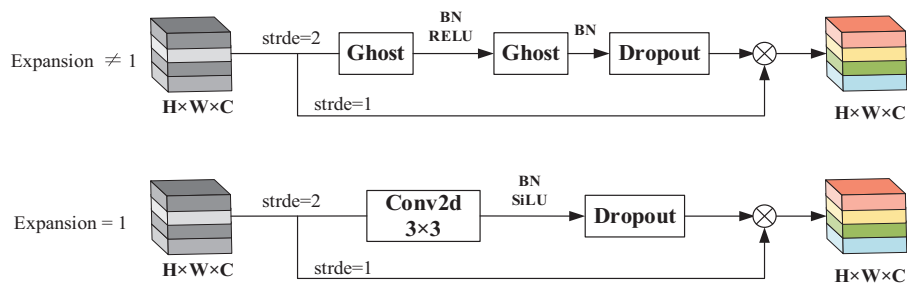 BN
RELU
BN
strde=2
Ghost
Ghost
Dropout
Expansion ≠ 1
strde=1
H×W×C
H×W×C
BN
SiLU
strde=2
Conv2d
3×3
Dropout
Expansion = 1
strde=1
H×W×C
H×W×C